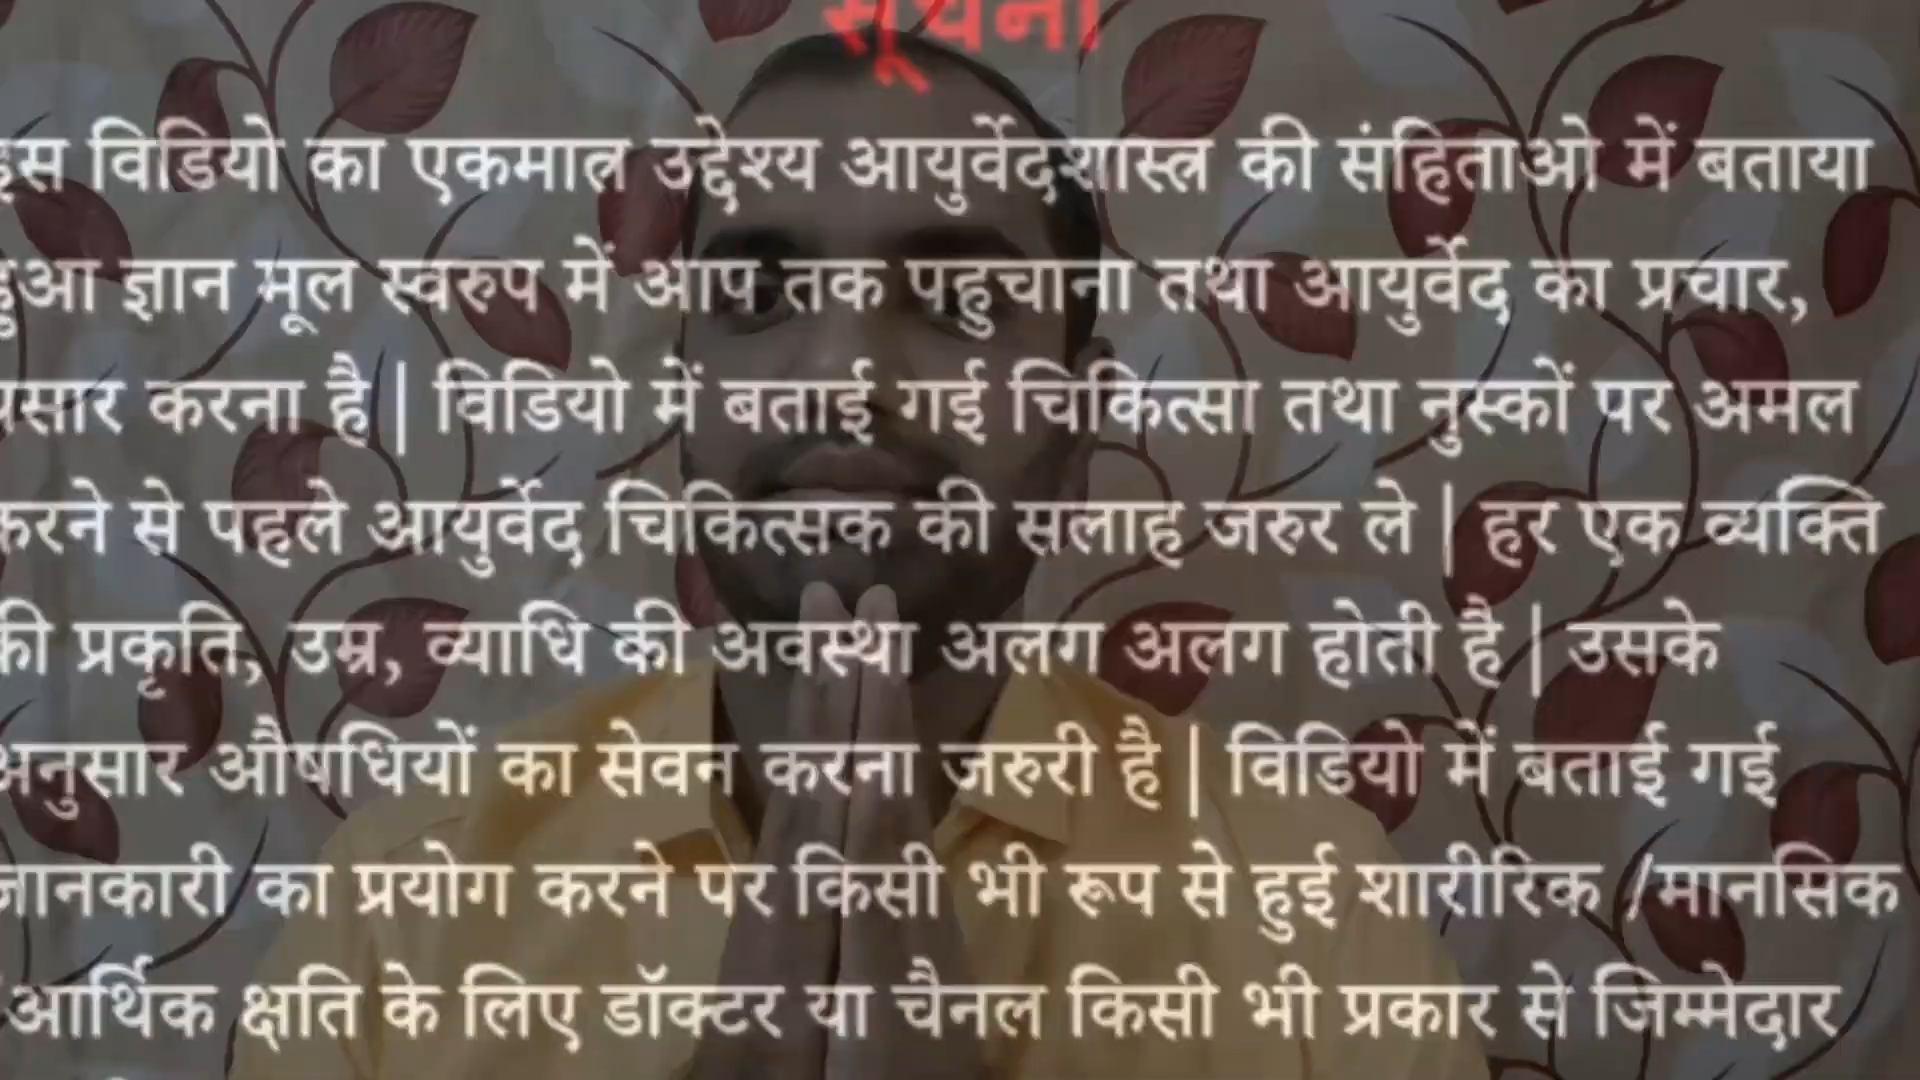 सूचना
इस विडियो का एकमात्र उद्देश्य आयुर्वेदशास्त्र की संहिताओ में बताया
हुआ ज्ञान मूल स्वरुप में आप तक पहुचाना तथा आयुर्वेद का प्रचार,
प्रसार करना है | विडियो में बताई गई चिकित्सा तथा नुस्कों पर अमल
करने से पहले आयुर्वेद चिकित्सक की सलाह जरुर ले | हर एक व्यक्ति
की प्रकृति, उम्र, व्याधि की अवस्था अलग अलग होती है | उसके
अनुसार औषधियों का सेवन करना जरुरी है | विडियो में बताई गई
जानकारी का प्रयोग करने पर किसी भी रूप से हुई शारीरिक /मानसिक
आर्थिक क्षति के लिए डॉक्टर या चैनल किसी भी प्रकार से जिम्मेदार